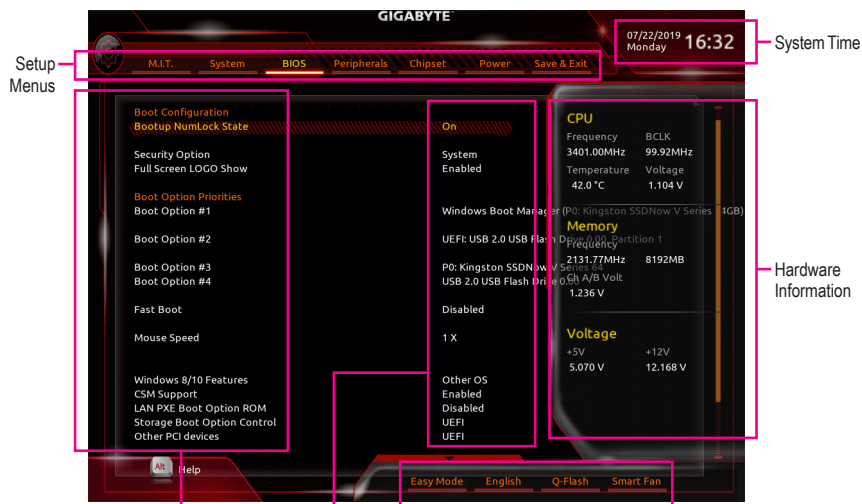 GIGABYTE
07/22/2019
Monday
16:32
System Time
Setup
Menus
M.I.T. System BIOS Peripherals Chipset Power Save & Exit
Boot Configuration
Bootup NumLock State On
Security Option System
Full Screen LOGO Show Enabled
Boot Option Priorities
Boot Option #1 Windows Boot Manager (P0: Kingston SSDNow V Series 4GB)
Boot Option #2 UEFI: USB 2.0 USB Flash Drive 0.00, Partition 1
Boot Option #3 P0: Kingston SSDNow V Series 64
Boot Option #4 USB 2.0 USB Flash Drive 0.00
Fast Boot Disabled
Mouse Speed 1 X
Windows 8/10 Features Other OS
CSM Support Enabled
LAN PXE Boot Option ROM Disabled
Storage Boot Option Control UEFI
Other PCI devices UEFI
CPU
Frequency BCLK
3401.00MHz 99.92MHz
Temperature Voltage
42.0 °C 1.104 V
Memory
Frequency
2131.77MHz 8192MB
Ch A/B Volt
1.236 V
Voltage
+5V +12V
5.070 V 12.168 V
Hardware
Information
Alt Help
Easy Mode English Q-Flash Smart Fan